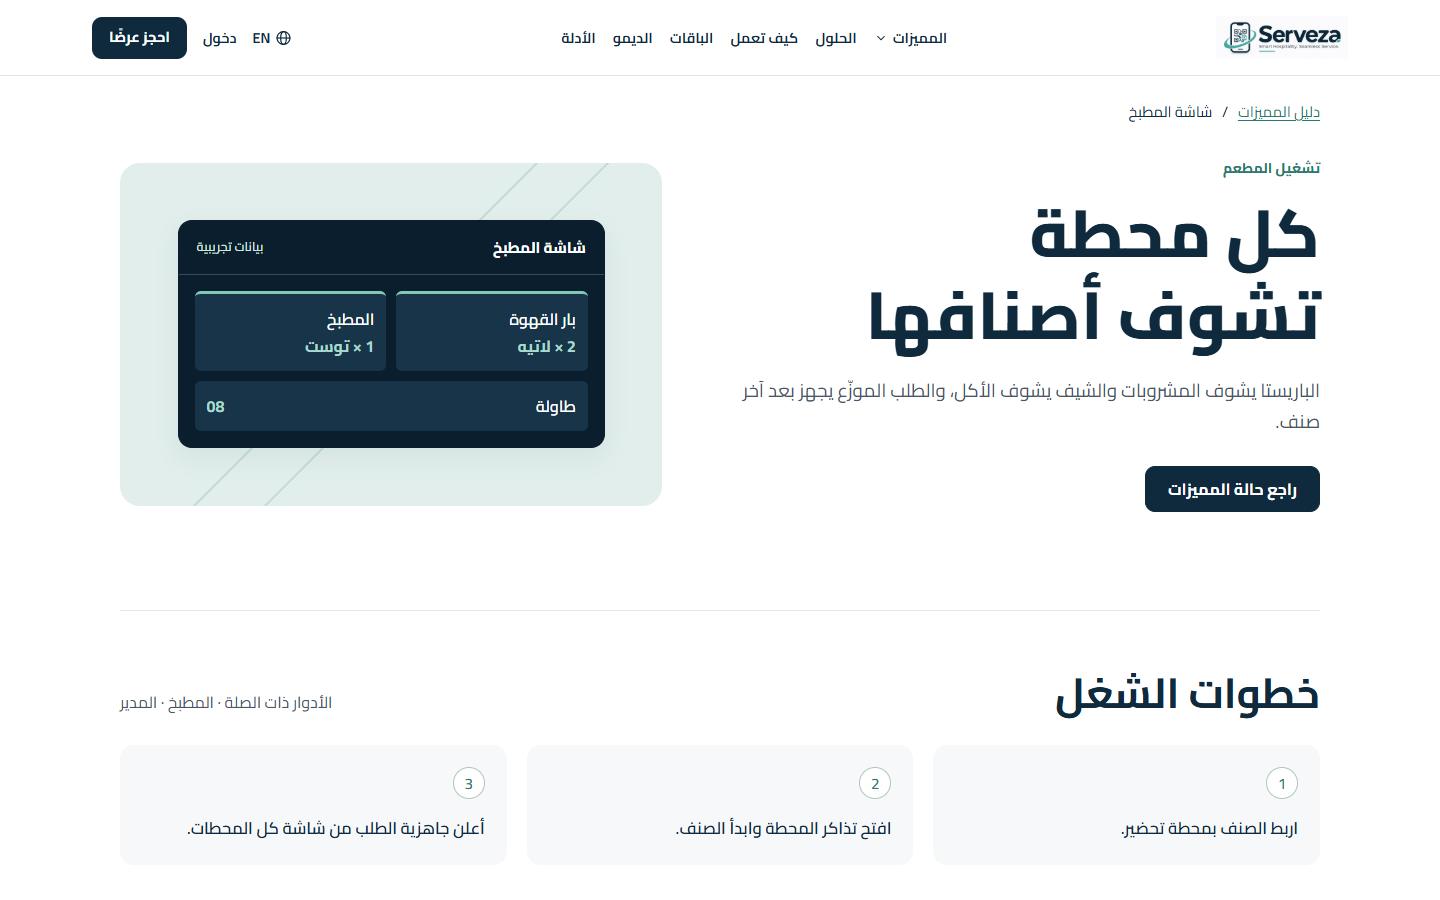 Serveza
Smart Hospitality. Seamless Service.
المميزات
الحلول
كيف تعمل
الباقات
الديمو
الأدلة
EN
دخول
احجز عرضًا
دليل المميزات / شاشة المطبخ
تشغيل المطعم
كل محطة
تشوف أصنافها
الباريستا يشوف المشروبات والشيف يشوف الأكل، والطلب الموزّع يجهز بعد آخر
صنف.
راجع حالة المميزات
شاشة المطبخ
بيانات تجريبية
بار القهوة
2 × لاتيه
المطبخ
1 × توست
طاولة
08
خطوات الشغل
الأدوار ذات الصلة · المطبخ · المدير
1
اربط الصنف بمحطة تحضير.
2
افتح تذاكر المحطة وابدأ الصنف.
3
أعلن جاهزية الطلب من شاشة كل المحطات.